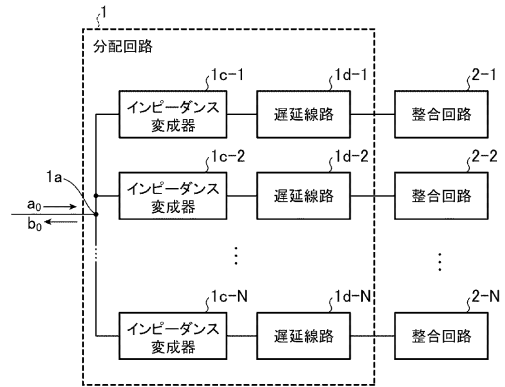 1
分配回路
1c-1
1d-1
2-1
インピーダンス
変成器
遅延線路
整合回路
1a
1c-2
1d-2
2-2
インピーダンス
変成器
遅延線路
整合回路
a0
b0
1c-N
1d-N
2-N
インピーダンス
変成器
遅延線路
整合回路